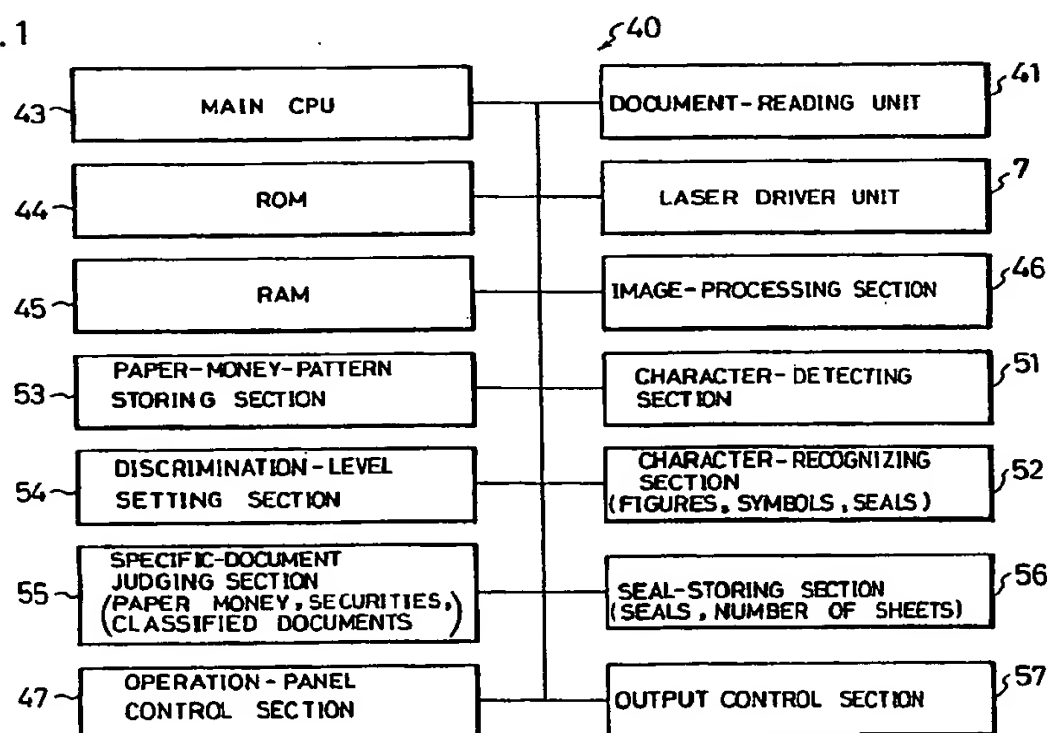 .1
40
43
MAIN CPU
DOCUMENT-READING UNIT
41
44
ROM
LASER DRIVER UNIT
7
45
RAM
IMAGE-PROCESSING SECTION
46
53
PAPER-MONEY-PATTERN
STORING SECTION
CHARACTER-DETECTING
SECTION
51
54
DISCRIMINATION-LEVEL
SETTING SECTION
CHARACTER-RECOGNIZING
SECTION
(FIGURES, SYMBOLS, SEALS)
52
55
SPECIFIC-DOCUMENT
JUDGING SECTION
(PAPER MONEY, SECURITIES,
CLASSIFIED DOCUMENTS)
SEAL-STORING SECTION
(SEALS, NUMBER OF SHEETS)
56
47
OPERATION-PANEL
CONTROL SECTION
OUTPUT CONTROL SECTION
57